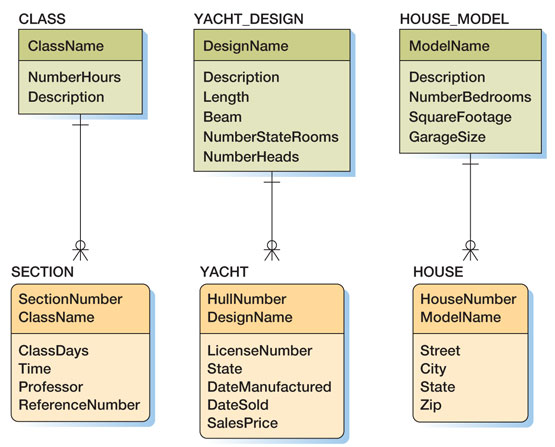 CLASS
ClassName
NumberHours
Description
YACHT_DESIGN
DesignName
Description
Length
Beam
NumberStateRooms
NumberHeads
HOUSE_MODEL
ModelName
Description
NumberBedrooms
SquareFootage
GarageSize
SECTION
SectionNumber
ClassName
ClassDays
Time
Professor
ReferenceNumber
YACHT
HullNumber
DesignName
LicenseNumber
State
DateManufactured
DateSold
SalesPrice
HOUSE
HouseNumber
ModelName
Street
City
State
Zip